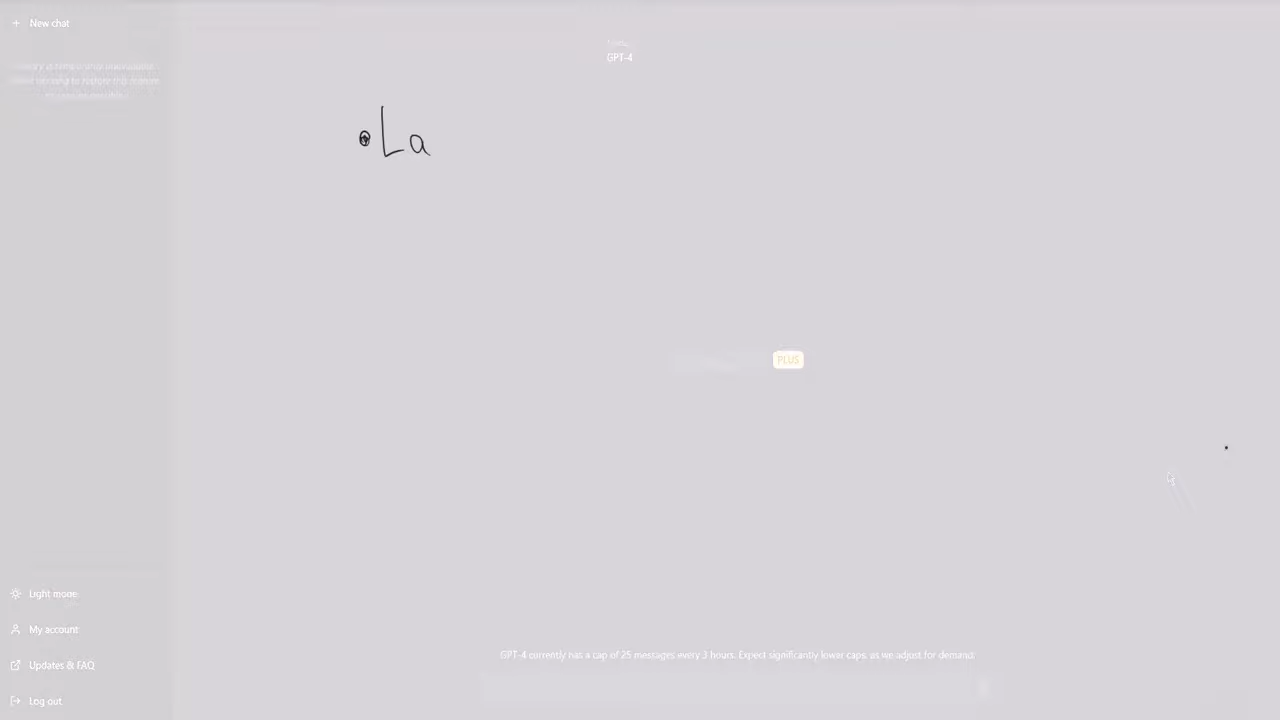 New chat
GPT-4
• La
PLUS
Light mode
My account
Updates & FAQ
Log out
GPT-4 currently has a cap of 25 messages every 3 hours. Expect significantly lower caps, as we adjust for demand.